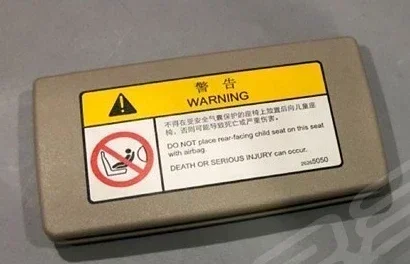 警告
WARNING
不得在受安全气囊保护的座椅上放置后向儿童座
椅，否则可能导致死亡或严重伤害。
DO NOT place rear-facing child seat on this seat
with airbag.
DEATH OR SERIOUS INJURY can occur.